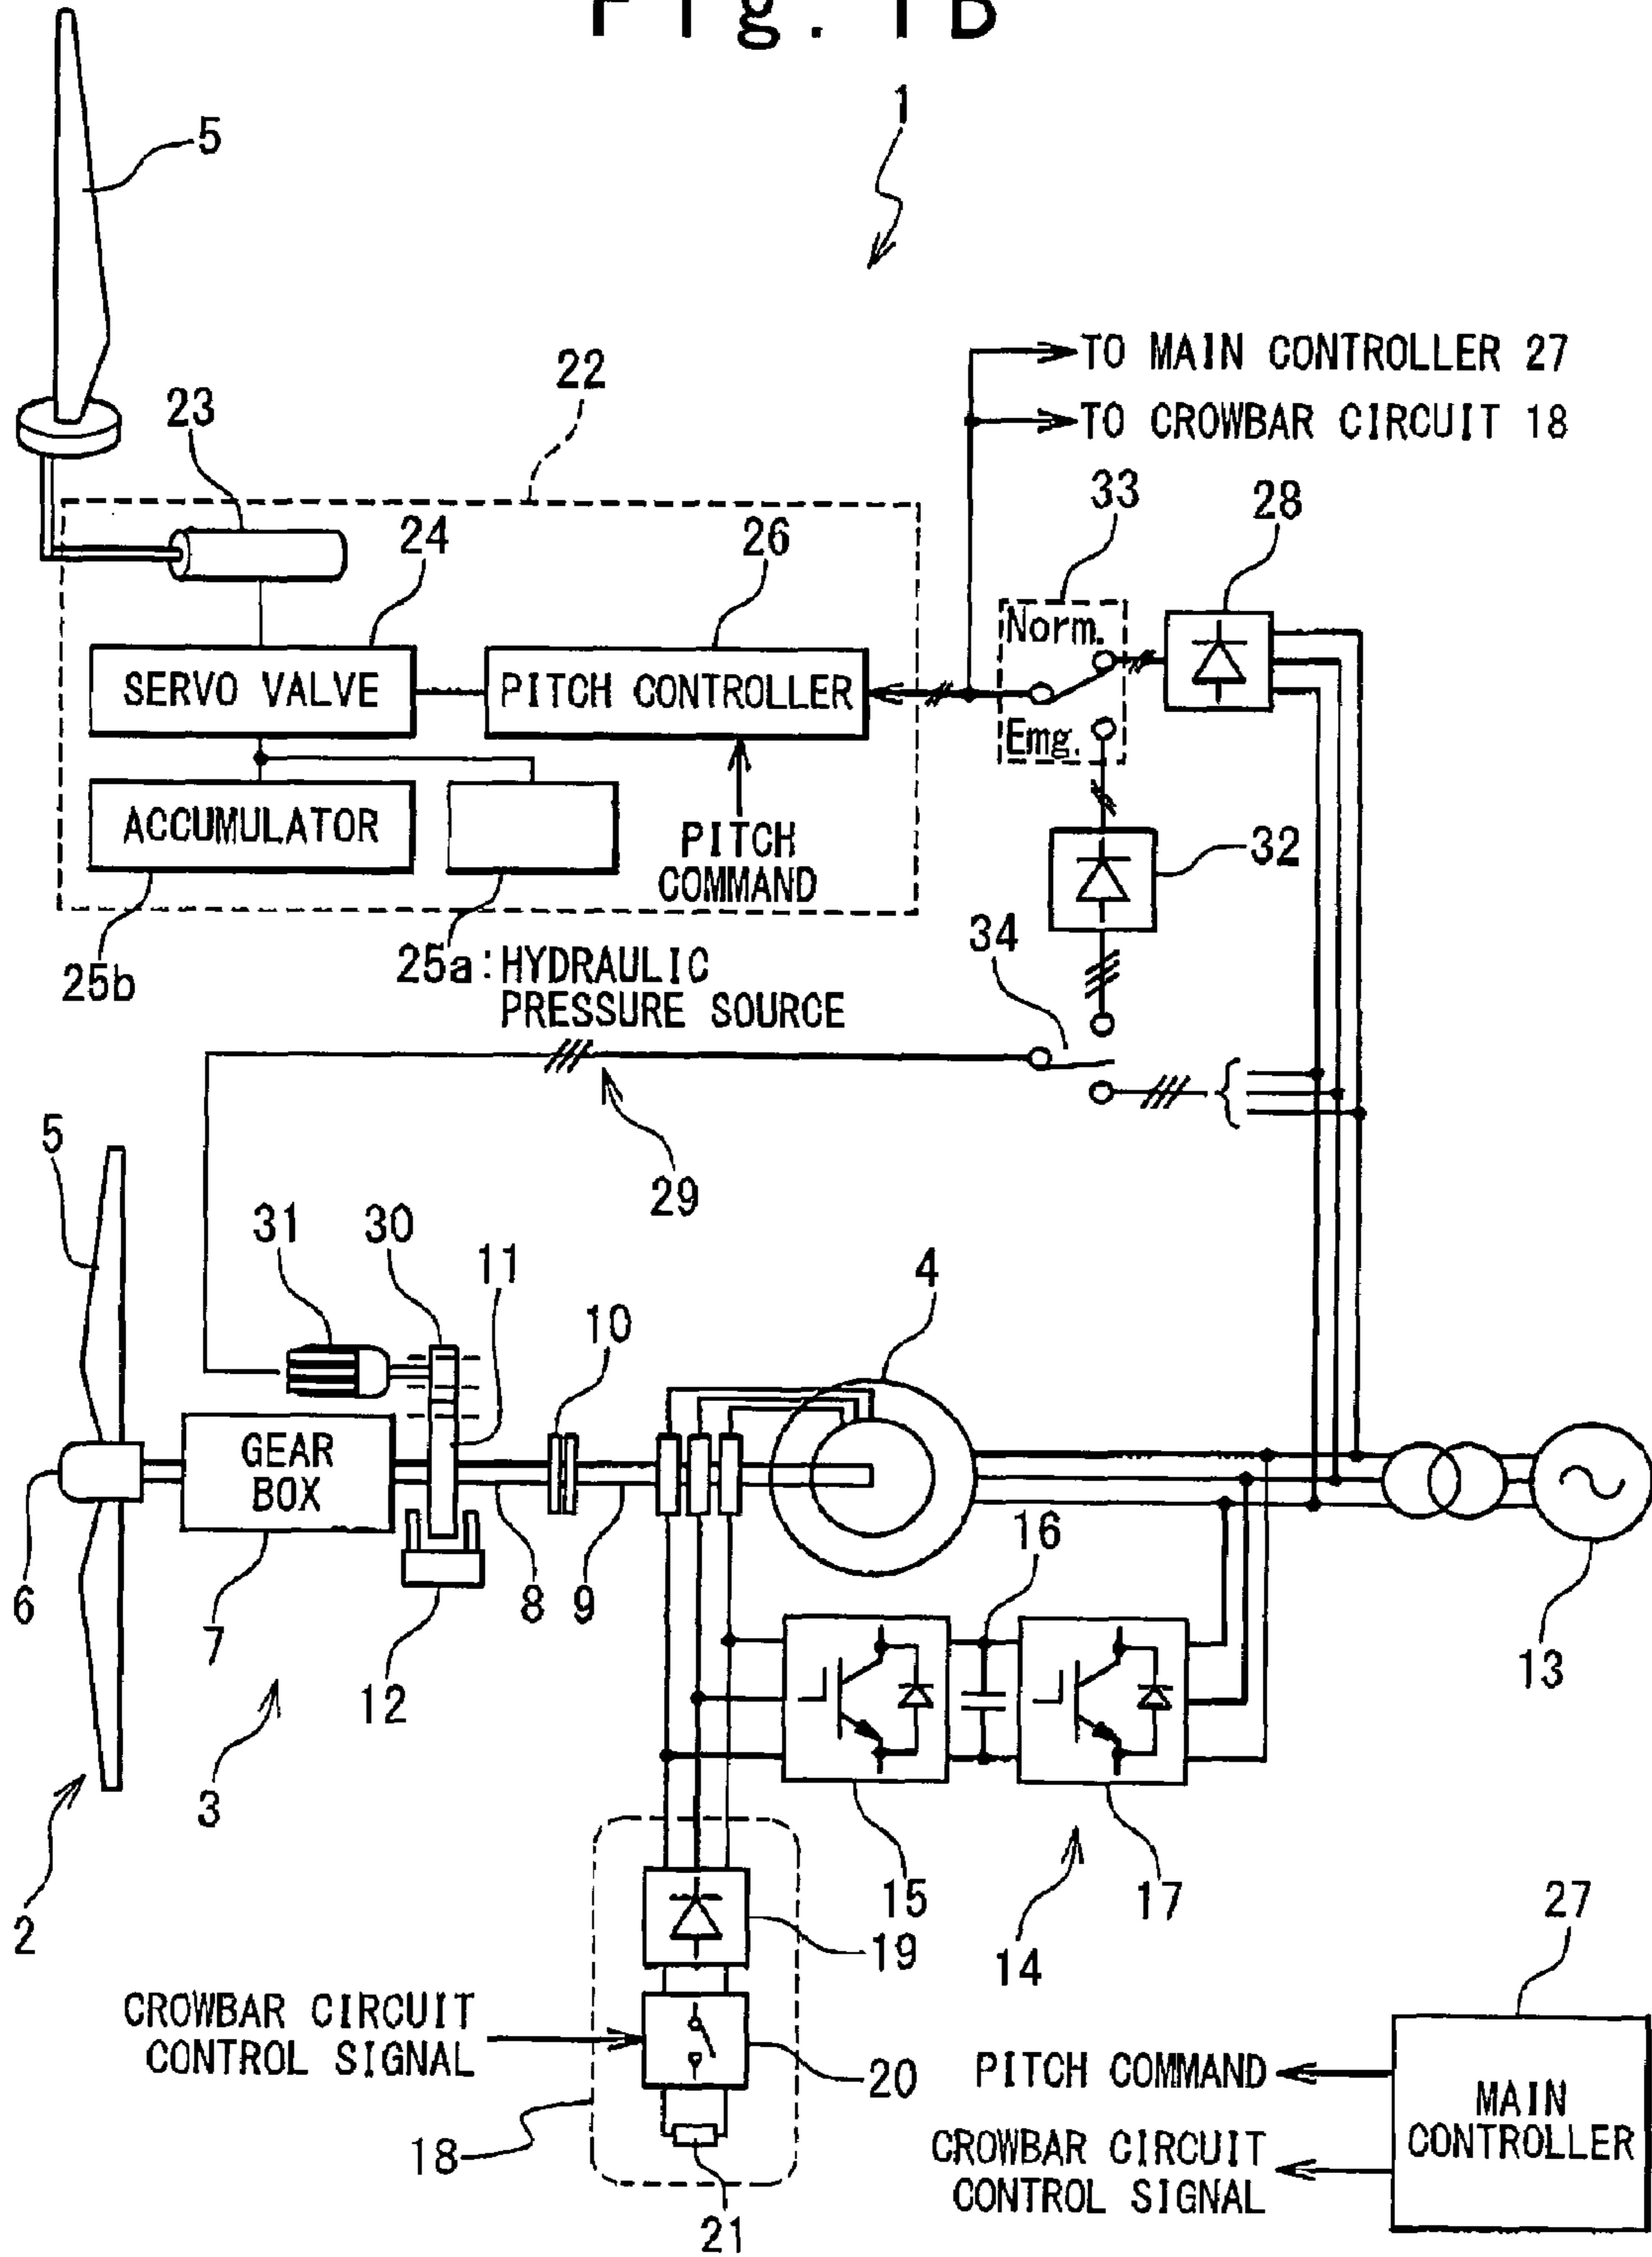 Fig. 1B
1
5
TO MAIN CONTROLLER 27
TO CROWBAR CIRCUIT 18
22
23
24
26
33
28
Norm.
SERVO VALVE
PITCH CONTROLLER
Emg.
ACCUMULATOR
PITCH
COMMAND
32
25b
25a:HYDRAULIC
PRESSURE SOURCE
34
29
5
31
30
11
10
4
GEAR
BOX
6
7
8
9
16
12
13
3
2
15
17
14
19
27
CROWBAR CIRCUIT
CONTROL SIGNAL
20
18
21
PITCH COMMAND
CROWBAR CIRCUIT
CONTROL SIGNAL
MAIN
CONTROLLER